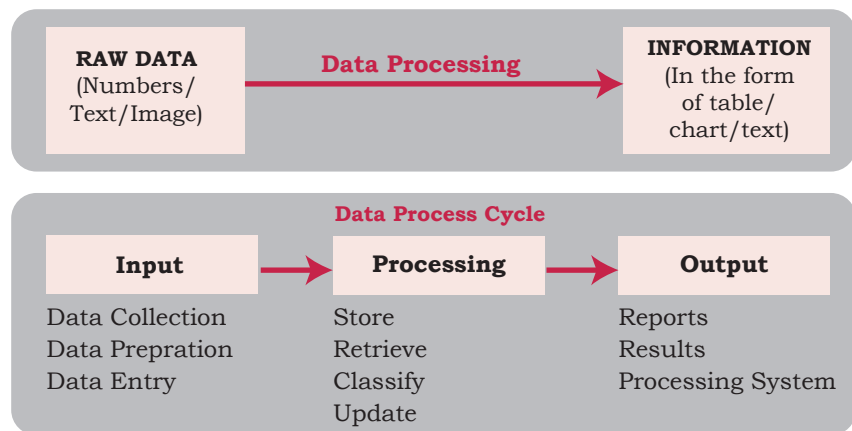 RAW DATA
(Numbers/
Text/Image)
Data Processing
INFORMATION
(In the form
of table/
chart/text)
Data Process Cycle
Input
Processing
Output
Data Collection
Data Prepration
Data Entry
Store
Retrieve
Classify
Update
Reports
Results
Processing System